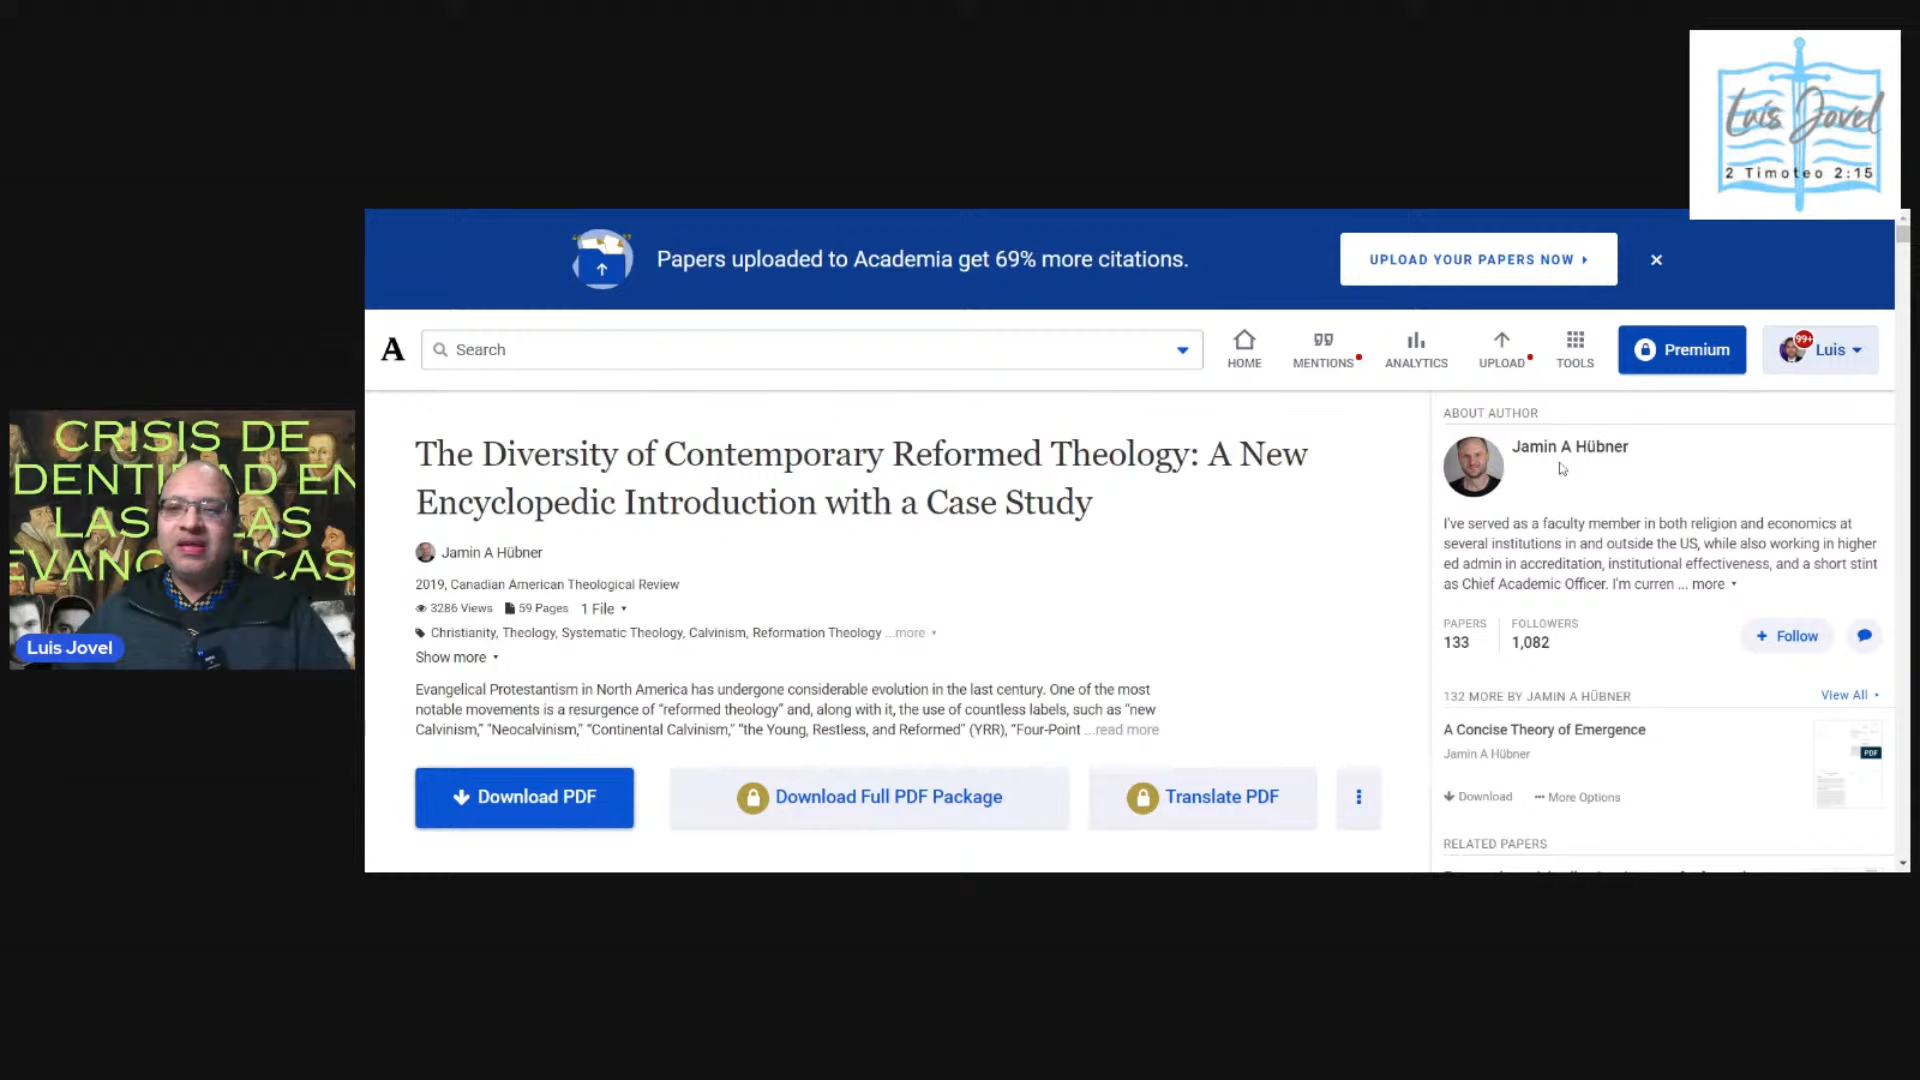 Luis Jovel
2 Timoteo 2:15
Papers uploaded to Academia get 69% more citations.
UPLOAD YOUR PAPERS NOW
A
Search
HOME
MENTIONS
ANALYTICS
UPLOAD
TOOLS
Premium
99+
Luis
The Diversity of Contemporary Reformed Theology: A New
Encyclopedic Introduction with a Case Study
Jamin A Hübner
2019, Canadian American Theological Review
3286 Views 59 Pages 1 File
Christianity, Theology, Systematic Theology, Calvinism, Reformation Theology ...more
Show more
Evangelical Protestantism in North America has undergone considerable evolution in the last century. One of the most
notable movements is a resurgence of “reformed theology” and, along with it, the use of countless labels, such as “new
Calvinism,” “Neocalvinism,” “Continental Calvinism,” “the Young, Restless, and Reformed” (YRR), “Four-Point ...read more
Download PDF
Download Full PDF Package
Translate PDF
ABOUT AUTHOR
Jamin A Hübner
I've served as a faculty member in both religion and economics at
several institutions in and outside the US, while also working in higher
ed admin in accreditation, institutional effectiveness, and a short stint
as Chief Academic Officer. I'm curren ... more
PAPERS
133
FOLLOWERS
1,082
+ Follow
132 MORE BY JAMIN A HÜBNER
View All
A Concise Theory of Emergence
Jamin A Hübner
PDF
Download
More Options
RELATED PAPERS
CRISIS DE
DENTI AD EN
LAS LAS
EVAN CAS
Luis Jovel